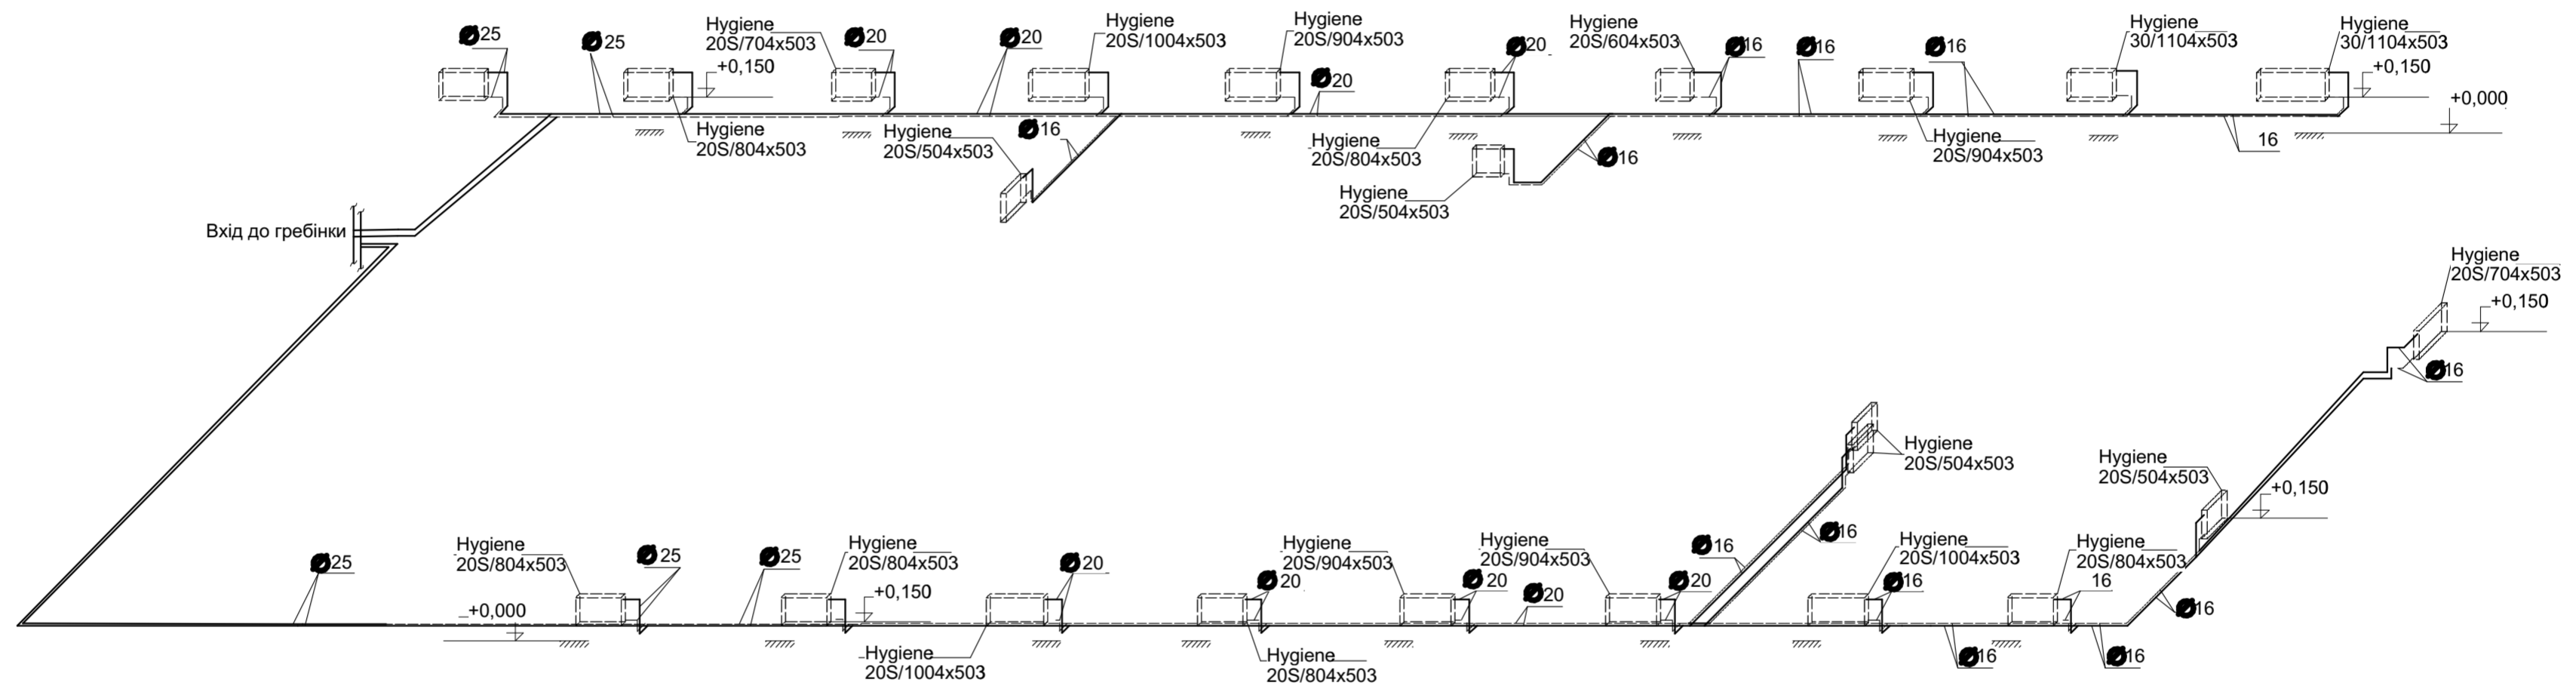 Ø25
Ø25
Hygiene
20S/704x503
+0,150
Ø20
Ø20
Hygiene
20S/1004x503
Hygiene
20S/904x503
Ø20
Ø20
Hygiene
20S/604x503
Ø16
Ø16
Ø16
Hygiene
30/1104x503
Hygiene
30/1104x503
+0,150
+0,000
Hygiene
20S/804x503
Hygiene
20S/504x503
Ø16
Hygiene
20S/804x503
Ø16
Hygiene
20S/904x503
16
Hygiene
20S/504x503
Вхід до гребінки
Hygiene
20S/704x503
+0,150
Ø16
Hygiene
20S/504x503
Hygiene
20S/504x503
+0,150
Ø25
Hygiene
20S/804x503
Ø25
Ø25
Hygiene
20S/804x503
Ø20
Hygiene
20S/904x503
Hygiene
20S/904x503
Ø16
Ø16
Hygiene
20S/1004x503
Hygiene
20S/804x503
+0,000
+0,150
Ø20
Ø20
Ø20
Ø20
Ø16
16
Ø16
Hygiene
20S/1004x503
Hygiene
20S/804x503
Ø16
Ø16